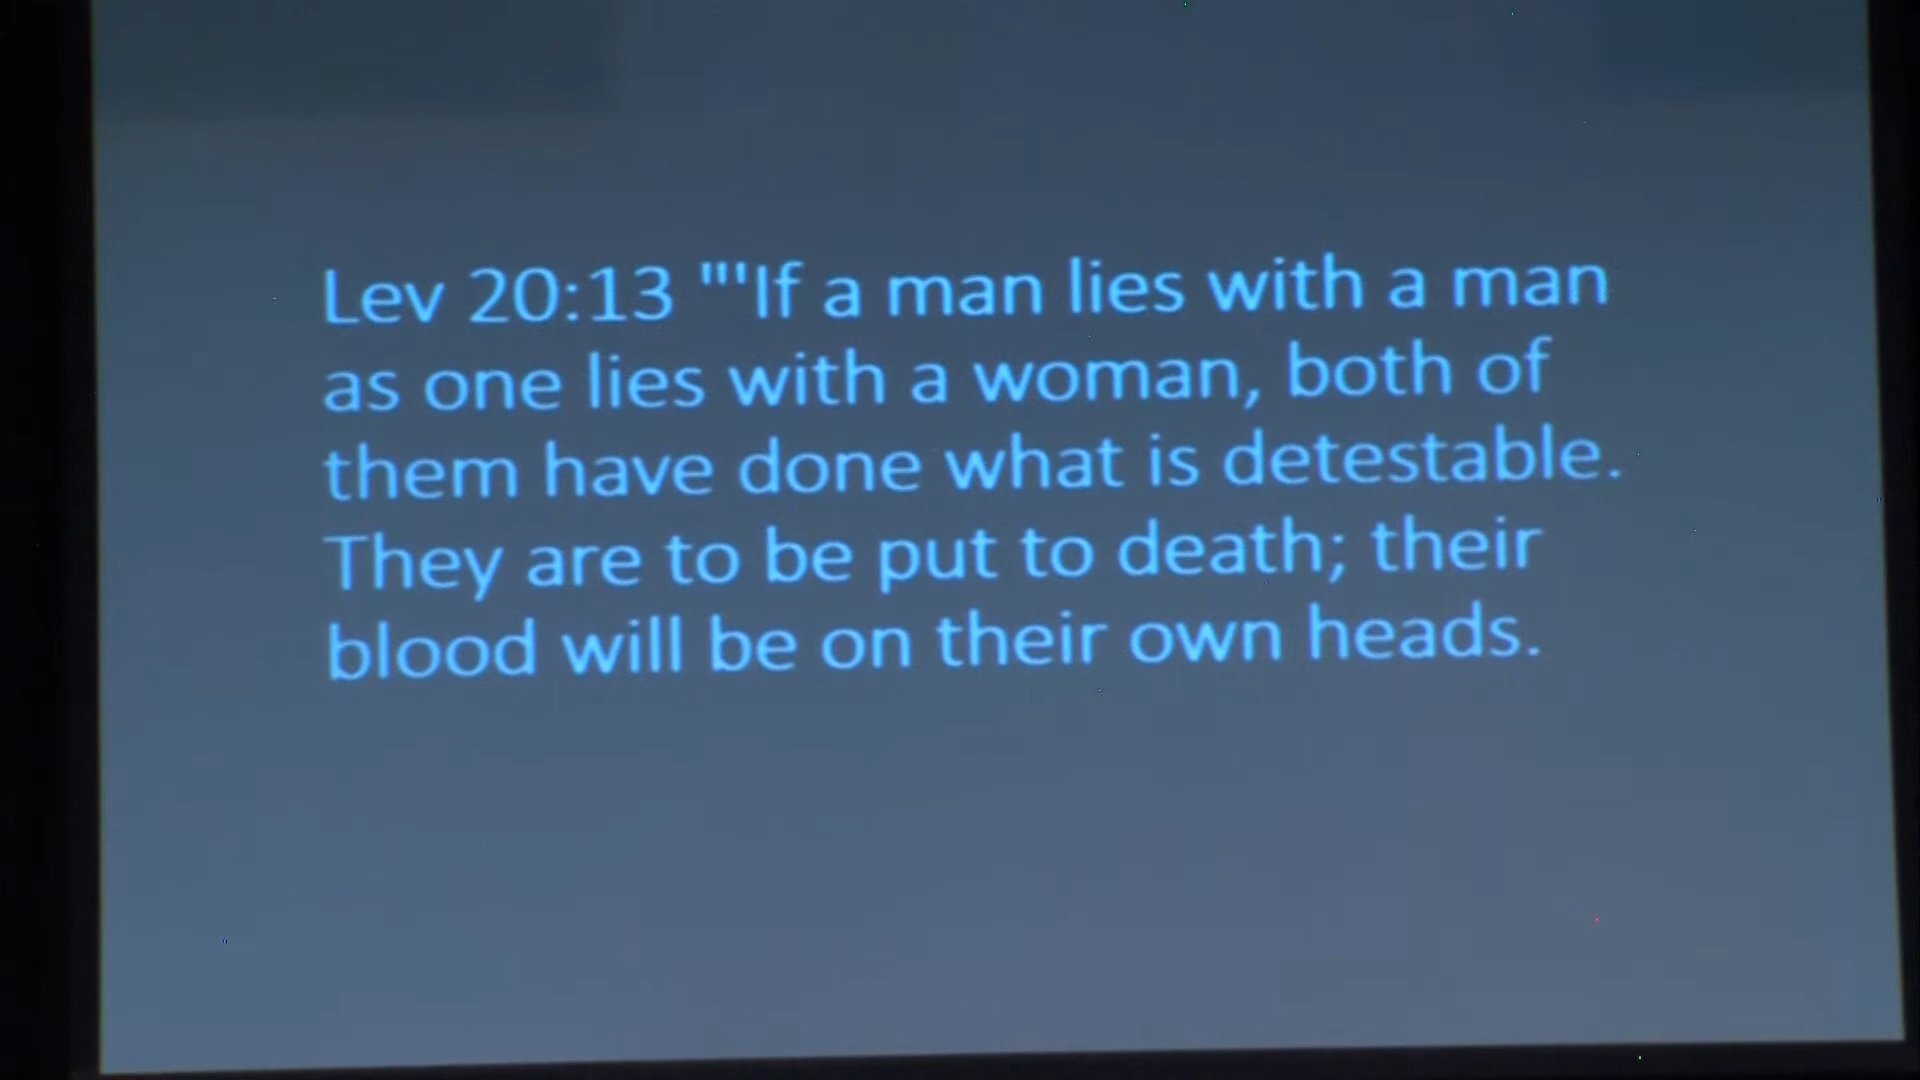 Lev 20:13 "'If a man lies with a man
as one lies with a woman, both of
them have done what is detestable.
They are to be put to death; their
blood will be on their own heads.